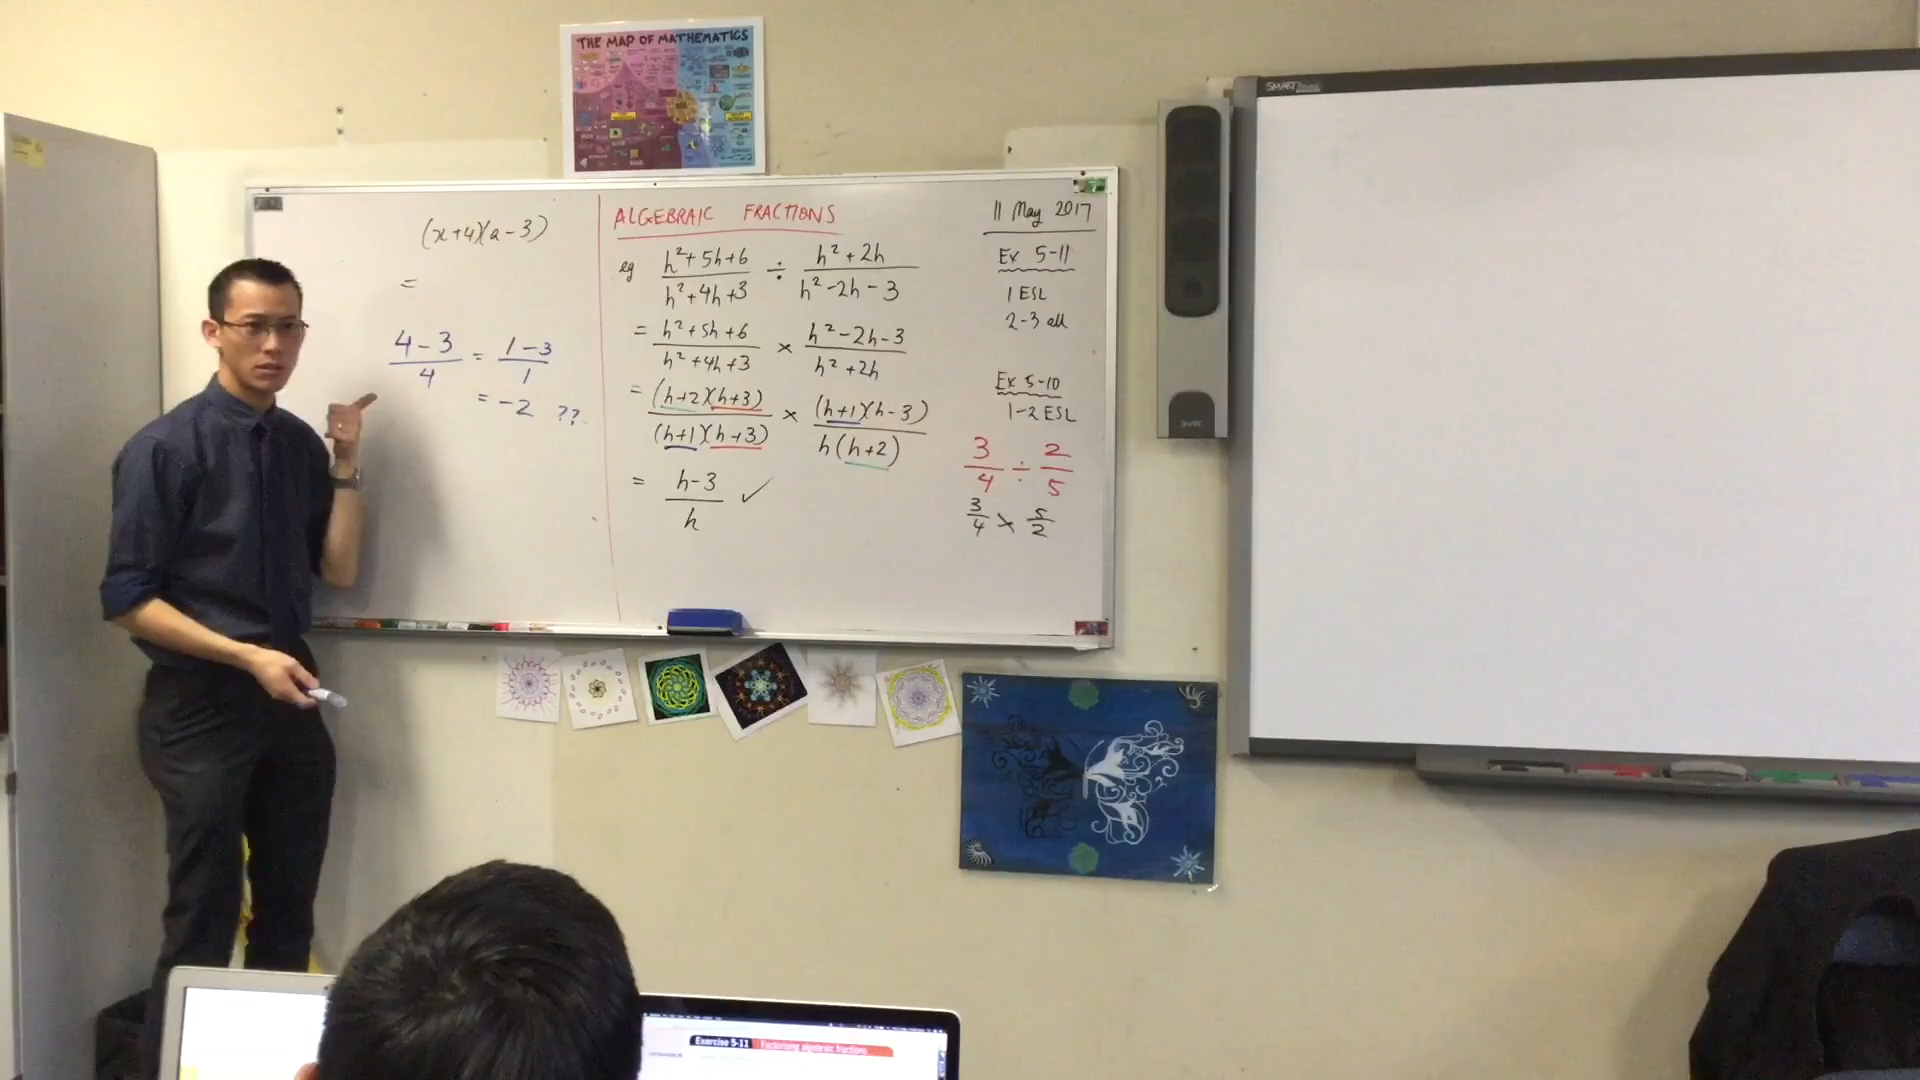 THE MAP OF MATHEMATICS
SMART
(x+4)(a-3)
=
4-3/4 = 1-3/1
= -2 ??
ALGEBRAIC FRACTIONS
eg h²+5h+6/h²+4h+3 ÷ h²+2h/h²-2h-3
= h²+5h+6/h²+4h+3 × h²-2h-3/h²+2h
= (h+2)(h+3)/(h+1)(h+3) × (h+1)(h-3)/h(h+2)
= h-3/h ✓
11 May 2017
Ex 5-11
1 ESL
2-3 all
Ex 5-10
1-2 ESL
3/4 ÷ 2/5
3/4 × 5/2
SMART
Exercise 5-11 Factorising algebraic fractions